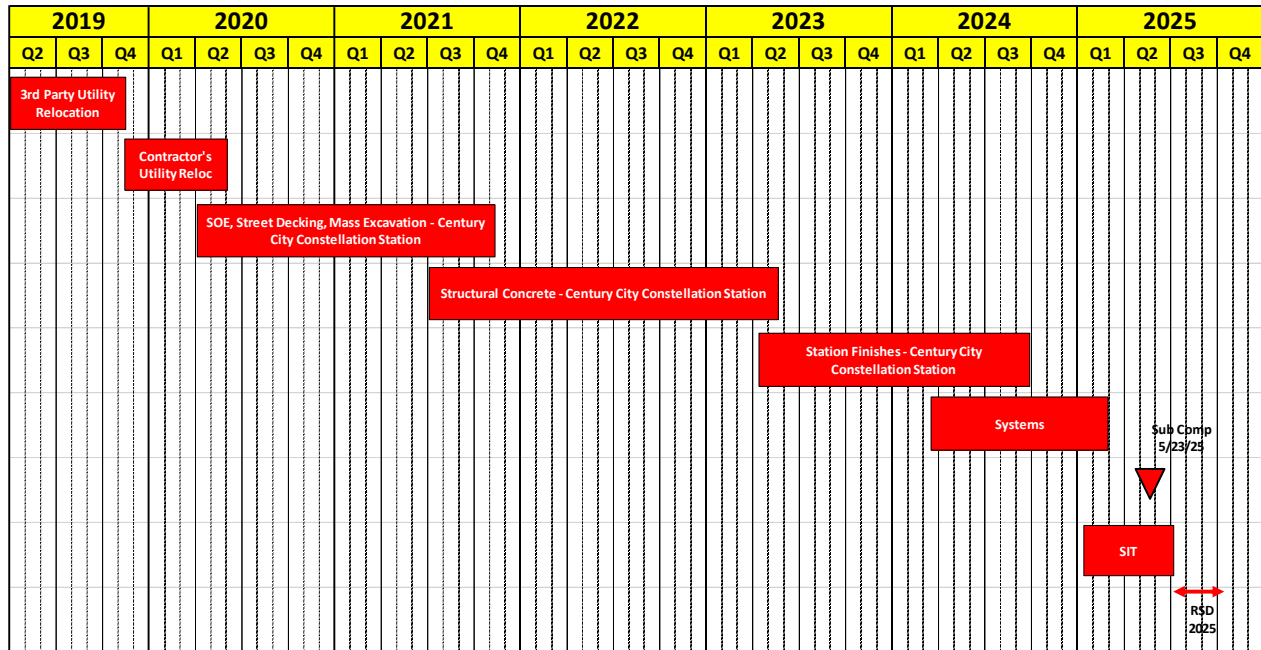 2019 2020 2021 2022 2023 2024 2025
Q2 Q3 Q4 Q1 Q2 Q3 Q4 Q1 Q2 Q3 Q4 Q1 Q2 Q3 Q4 Q1 Q2 Q3 Q4 Q1 Q2 Q3 Q4 Q1 Q2 Q3 Q4
3rd Party Utility
Relocation
Contractor's
Utility Reloc
SOE, Street Decking, Mass Excavation - Century
City Constellation Station
Structural Concrete - Century City Constellation Station
Station Finishes - Century City
Constellation Station
Systems
Sub Comp
5/23/25
SIT
RSD
2025